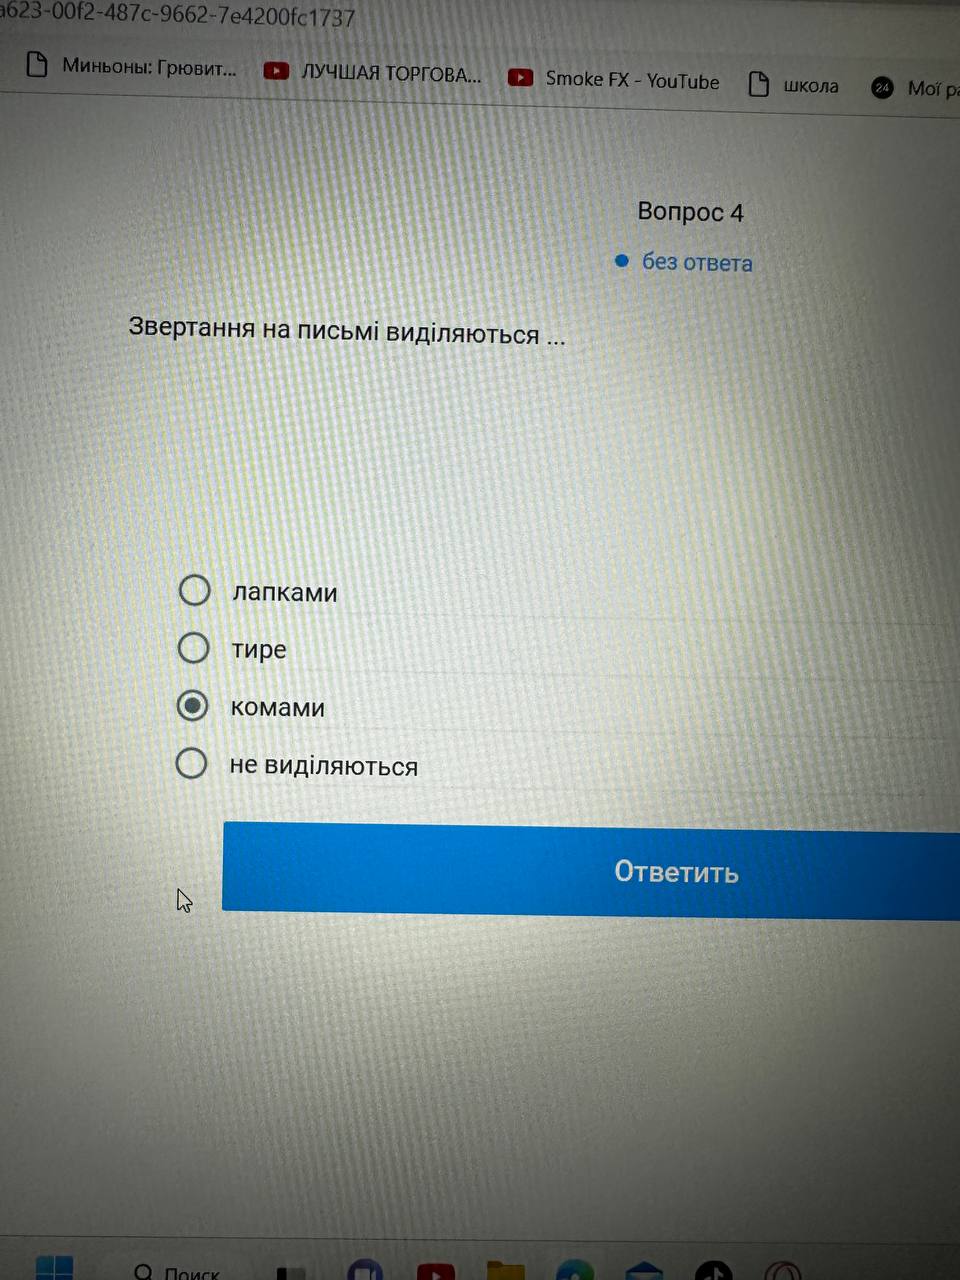 a623-00f2-487c-9662-7e4200fc1737
Миньоны: Грювит...
ЛУЧШАЯ ТОРГОВА...
Smoke FX - YouTube
школа
24
Мої ра
Вопрос 4
без ответа
Звертання на письмі виділяються ...
лапками
тире
комами
не виділяються
Ответить
Поиск